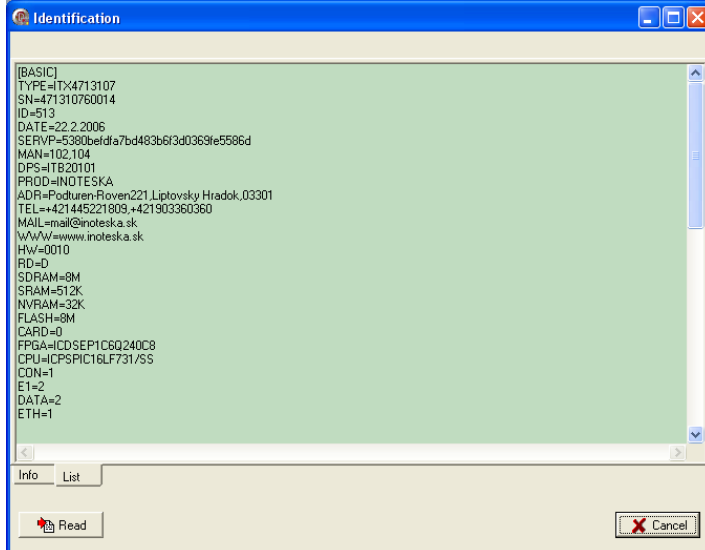 Identification
[BASIC]
TYPE=ITX4713107
SN=471310760014
ID=513
DATE=22.2.2006
SERVP=5380befdfa7bd483b6f3d0369fe5586d
MAN=102,104
DPS=ITB20101
PROD=INOTESKA
ADR=Podturen-Roven221,Liptovsky Hradok,03301
TEL=+421445221809,+421903360360
MAIL=mail@inoteska.sk
WWW=www.inoteska.sk
HW=0010
RD=D
SDRAM=8M
SRAM=512K
NVRAM=32K
FLASH=8M
CARD=0
FPGA=ICDSEP1C6Q240C8
CPU=ICPSPIC16LF731/SS
CON=1
E1=2
DATA=2
ETH=1
Info List
Read Cancel